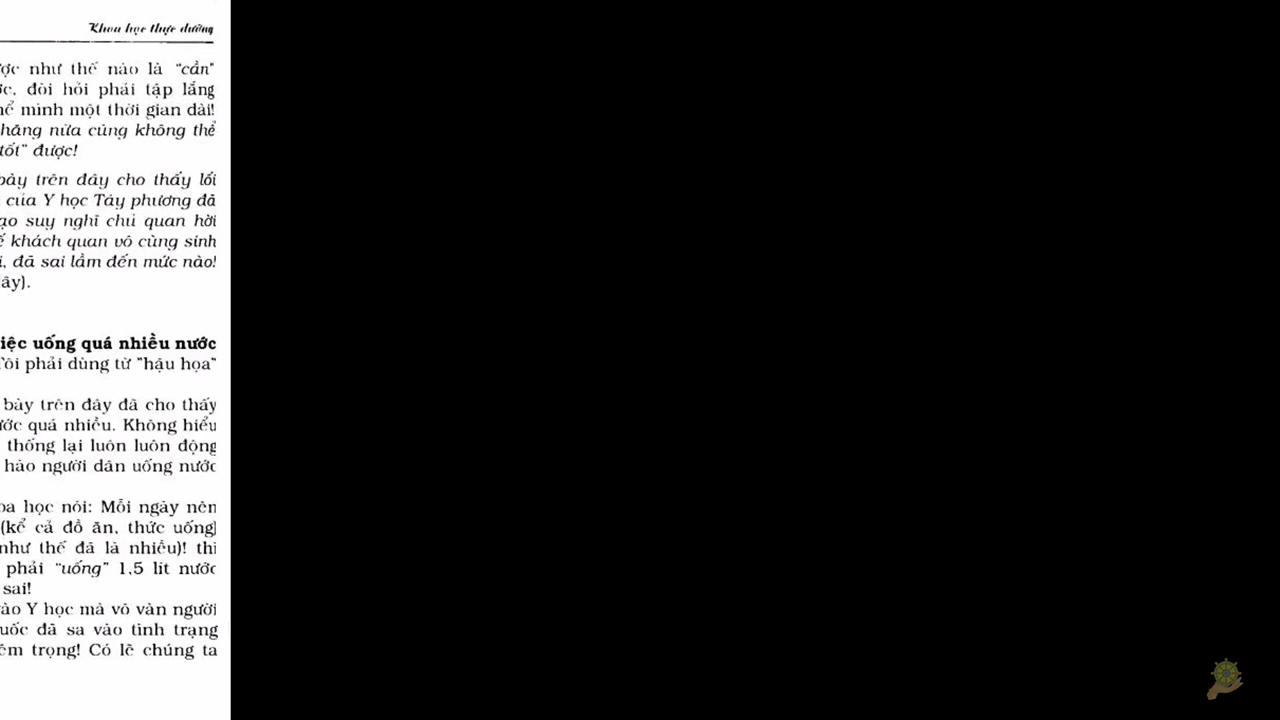 Khoa học thực dưỡng
ợc như thế nào là "cần"
ớc, đòi hỏi phải tập lắng
hể mình một thời gian dài!
hăng nữa cũng không thể
tốt" được!
bày trên đây cho thấy lối
của Y học Tây phương đã
ạo suy nghĩ chủ quan hời
ế khách quan vô cùng sinh
i, đã sai lầm đến mức nào!
ây).
iệc uống quá nhiều nước
Tôi phải dùng từ "hậu họa"
bày trên đây đã cho thấy
ước quá nhiều. Không hiểu
thống lại luôn luôn động
hào người dân uống nước
oa học nói: Mỗi ngày nên
(kể cả đồ ăn, thức uống)
như thế đã là nhiều)! thì
phải "uống" 1,5 lít nước
sai!
ào Y học mà vô vàn người
uốc đã sa vào tình trạng
êm trọng! Có lẽ chúng ta